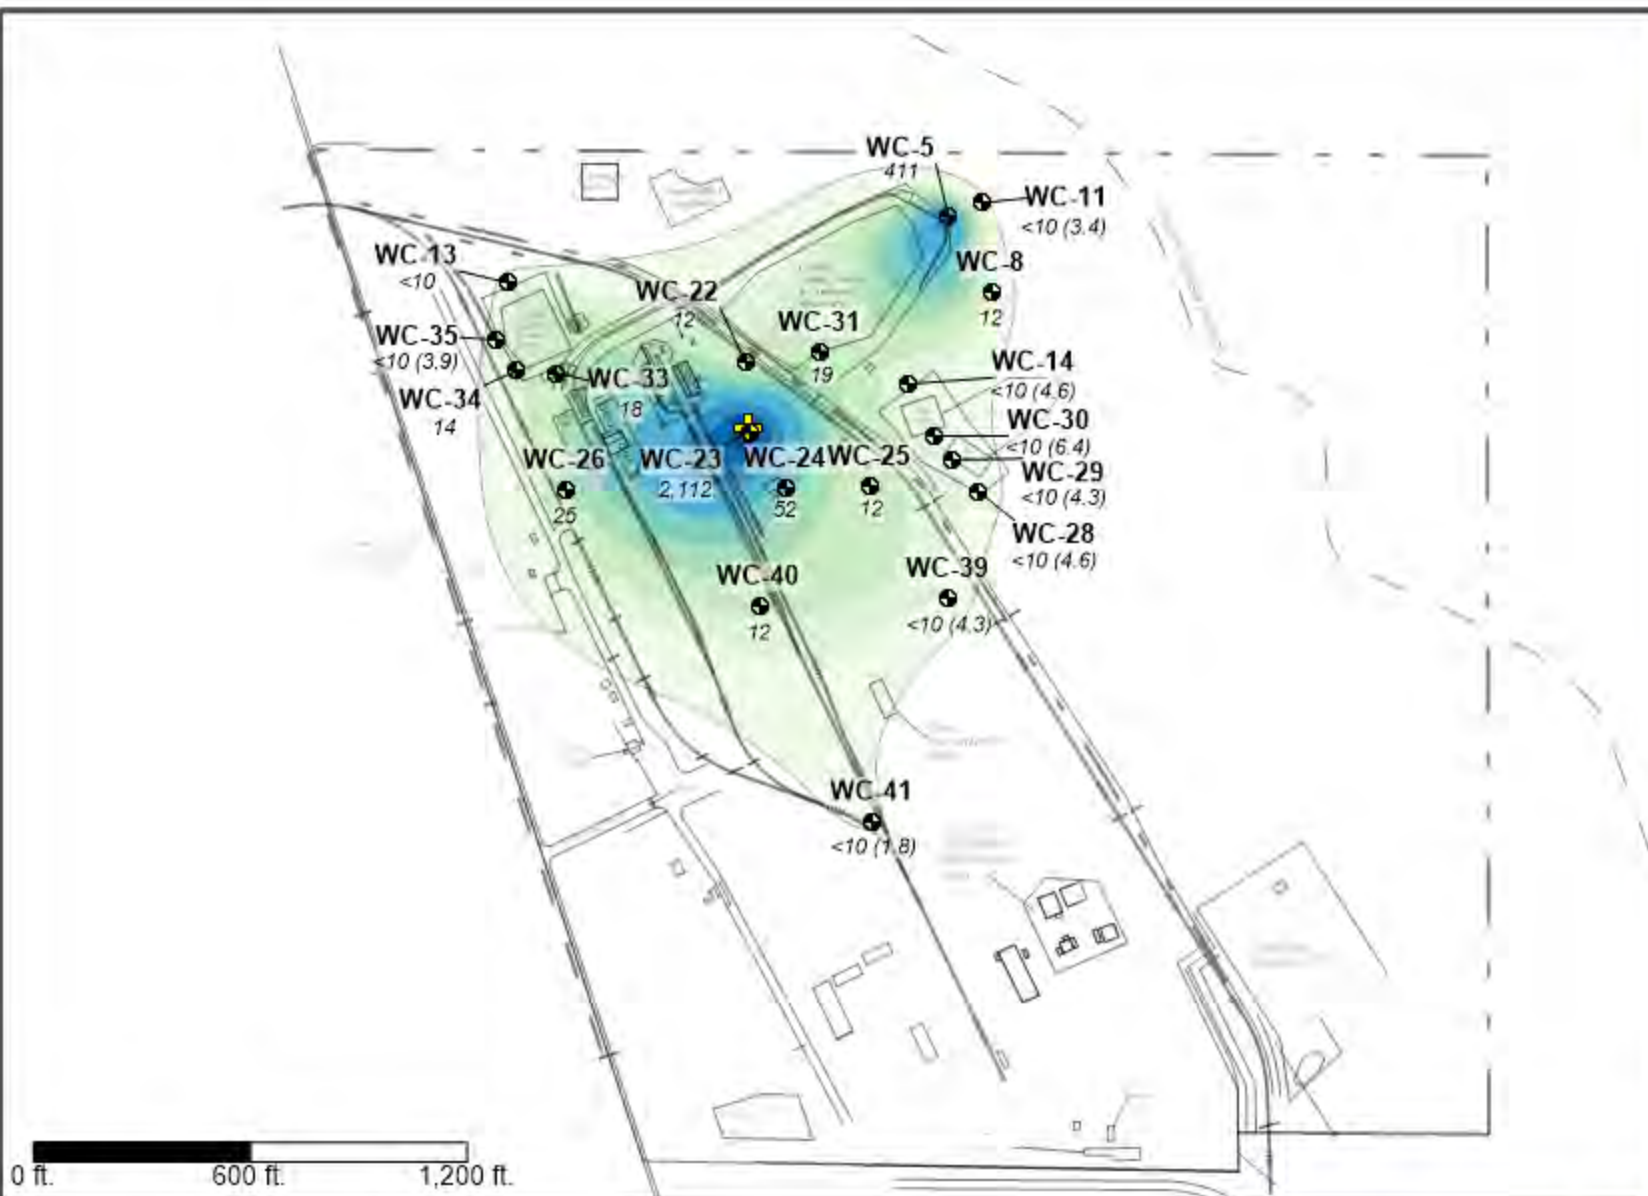 WC-5
411
WC-11
<10 (3.4)
WC-13
<10
WC-8
12
WC-22
12
WC-31
19
WC-35
<10 (3.9)
WC-14
<10 (4.6)
WC-33
18
WC-34
14
WC-30
<10 (6.4)
WC-26
25
WC-23
2,112
WC-24
52
WC-25
12
WC-29
<10 (4.3)
WC-28
<10 (4.6)
WC-40
12
WC-39
<10 (4.3)
WC-41
<10 (1.8)
0 ft.
600 ft.
1,200 ft.